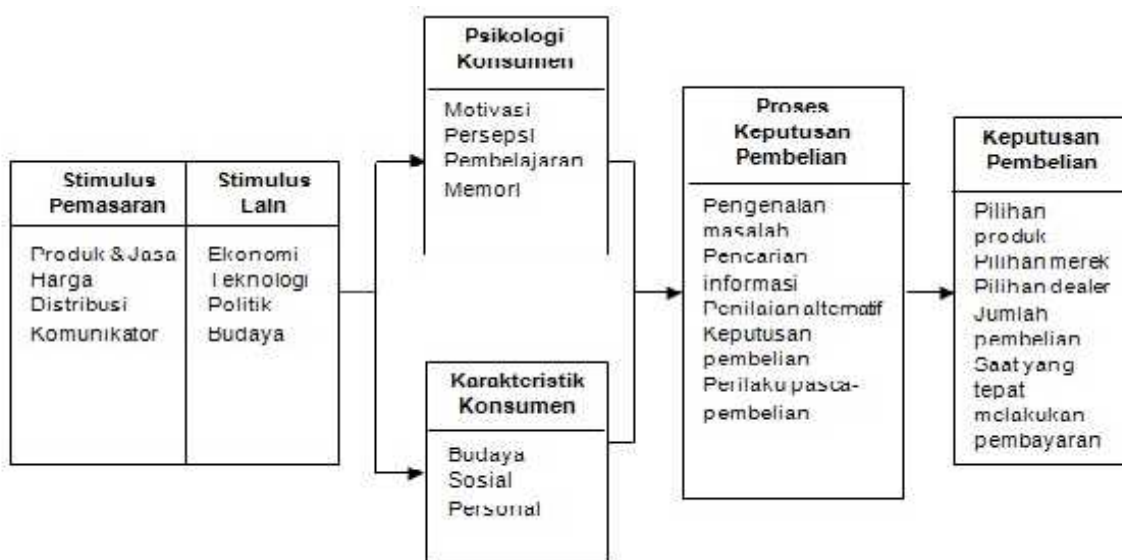 Stimulus
Pemasaran
Produk & Jasa
Harga
Distribusi
Komunikator
Stimulus
Lain
Ekonomi
Teknologi
Politik
Budaya
Psikologi
Konsumen
Motivasi
Persepsi
Pembelajaran
Memori
Karakteristik
Konsumen
Budaya
Sosial
Personal
Proses
Keputusan
Pembelian
Pengenalan
masalah
Pencarian
informasi
Penilaian alternatif
Keputusan
pembelian
Perilaku pasca-
pembelian
Keputusan
Pembelian
Pilihan
produk
Pilihan merek
Pilihan dealer
Jumlah
pembelian
Saat yang
tepat
melakukan
pembayaran